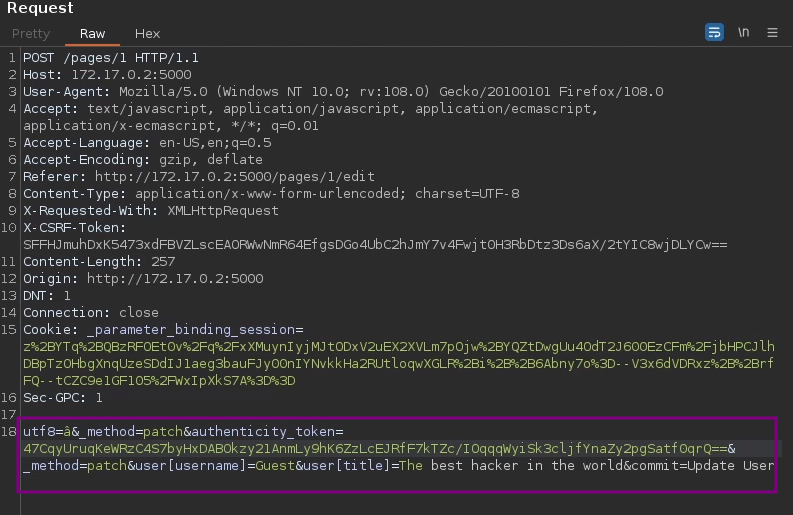 Request
Pretty Raw Hex
\n
1 POST /pages/1 HTTP/1.1
2 Host: 172.17.0.2:5000
3 User-Agent: Mozilla/5.0 (Windows NT 10.0; rv:108.0) Gecko/20100101 Firefox/108.0
4 Accept: text/javascript, application/javascript, application/ecmascript,
application/x-ecmascript, */*; q=0.01
5 Accept-Language: en-US,en;q=0.5
6 Accept-Encoding: gzip, deflate
7 Referer: http://172.17.0.2:5000/pages/1/edit
8 Content-Type: application/x-www-form-urlencoded; charset=UTF-8
9 X-Requested-With: XMLHttpRequest
10 X-CSRF-Token:
SFFHJmuhDxK5473xdFBVZLscEAORWwNmR64EfgsDGo4UbC2hJmY7v4Fwjt0H3RbDtz3Ds6aX/2tYIC8wjDLYCw==
11 Content-Length: 257
12 Origin: http://172.17.0.2:5000
13 DNT: 1
14 Connection: close
15 Cookie: _parameter_binding_session=
z%2BYTq%2BQBzRFOEtOv%2Fq%2FxXMuynIyjMJtODxV2uEX2XVLm7pOjw%2BYQZtDwgUu4OdT2J6OOEzCFm%2FjbHPCJlh
DBpTzOHbgXnqUzeSDdIJ1aeg3bauFJyOOnIYNvkkHa2RUtloqwXGLR%2Bi%2B%2B6Abny7o%3D--V3x6dVDRxz%2B%2Brf
FQ--tCZC9e1GF1O5%2FWxIpXkS7A%3D%3D
16 Sec-GPC: 1
17
18 utf8=â&_method=patch&authenticity_token=
47CqyUruqKeWRzC4S7byHxDABOkzy2lAnmLy9hK6ZzLcEJRfF7kTZc/IOqqqWyiSk3cljfYnaZy2pgSatfOqrQ==&
_method=patch&user[username]=Guest&user[title]=The best hacker in the world&commit=Update User